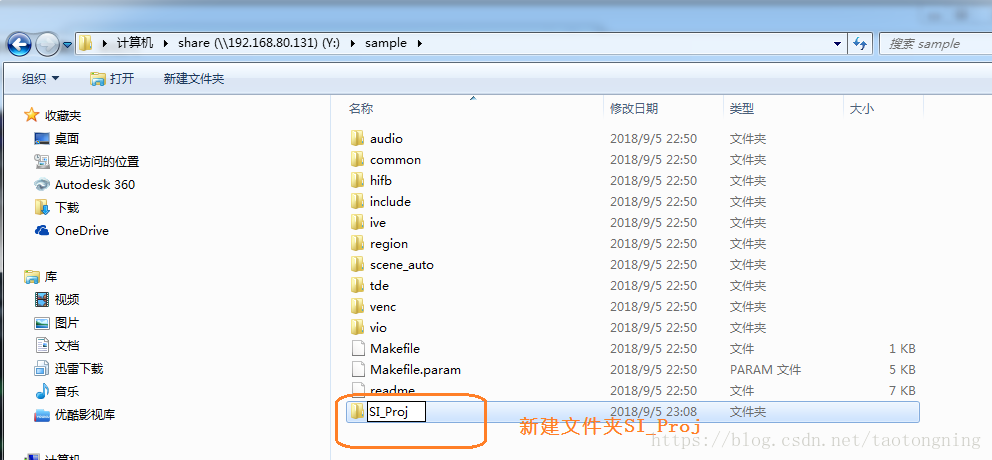 计算机 share (\\192.168.80.131) (Y:) sample
搜索 sample
组织 打开 新建文件夹
名称 修改日期 类型 大小
收藏夹
桌面
最近访问的位置
Autodesk 360
下载
OneDrive
库
视频
图片
文档
迅雷下载
音乐
优酷影视库
计算机
audio 2018/9/5 22:50 文件夹
common 2018/9/5 22:50 文件夹
hifb 2018/9/5 22:50 文件夹
include 2018/9/5 22:50 文件夹
ive 2018/9/5 22:50 文件夹
region 2018/9/5 22:50 文件夹
scene_auto 2018/9/5 22:50 文件夹
tde 2018/9/5 22:50 文件夹
venc 2018/9/5 22:50 文件夹
vio 2018/9/5 22:50 文件夹
Makefile 2018/9/5 22:50 文件 1 KB
Makefile.param 2018/9/5 22:50 PARAM 文件 5 KB
readme 2018/9/5 22:50 文件 7 KB
SI_Proj 2018/9/5 23:08 文件夹
新建文件夹SI_Proj
https://blog.csdn.net/taotongning